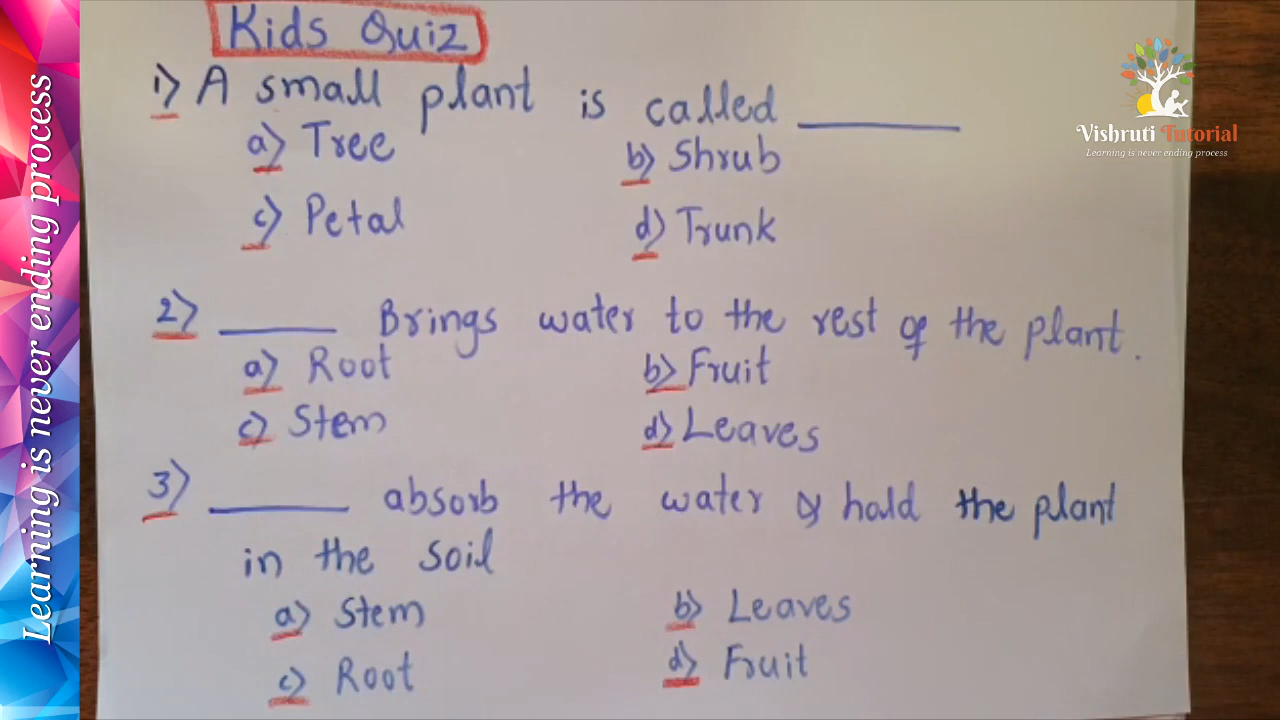 Learning is never ending process
Kids Quiz
1) A small plant is called ______
a) Tree b) Shrub
c) Petal d) Trunk
2) ______ Brings water to the rest of the plant.
a) Root b) Fruit
c) Stem d) Leaves
3) ______ absorb the water & hold the plant
in the soil
a) Stem b) Leaves
c) Root d) Fruit
Vishruti Tutorial
Learning is never ending process